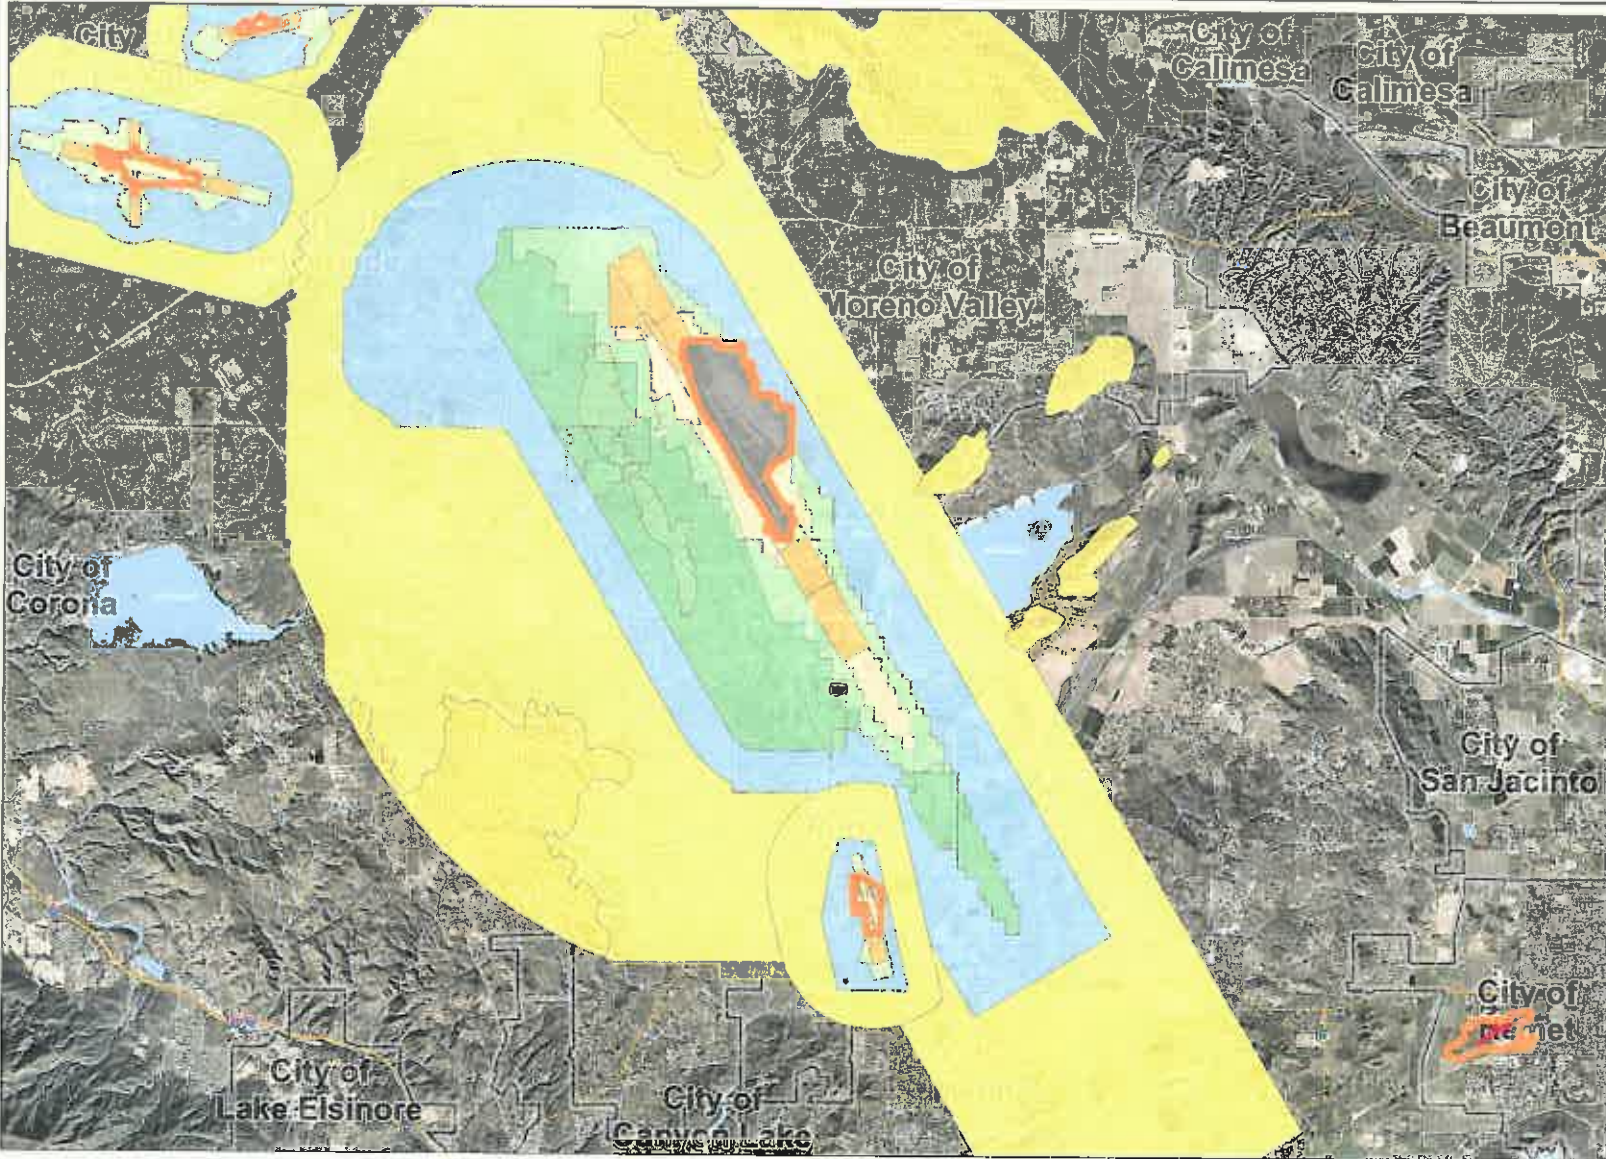 City
City of
Calimesa
City of
Calimesa
City of
Beaumont
City of
Moreno Valley
City of
Corona
City of
San Jacinto
City of
City of
Lake Elsinore
City of
Canyon Lake